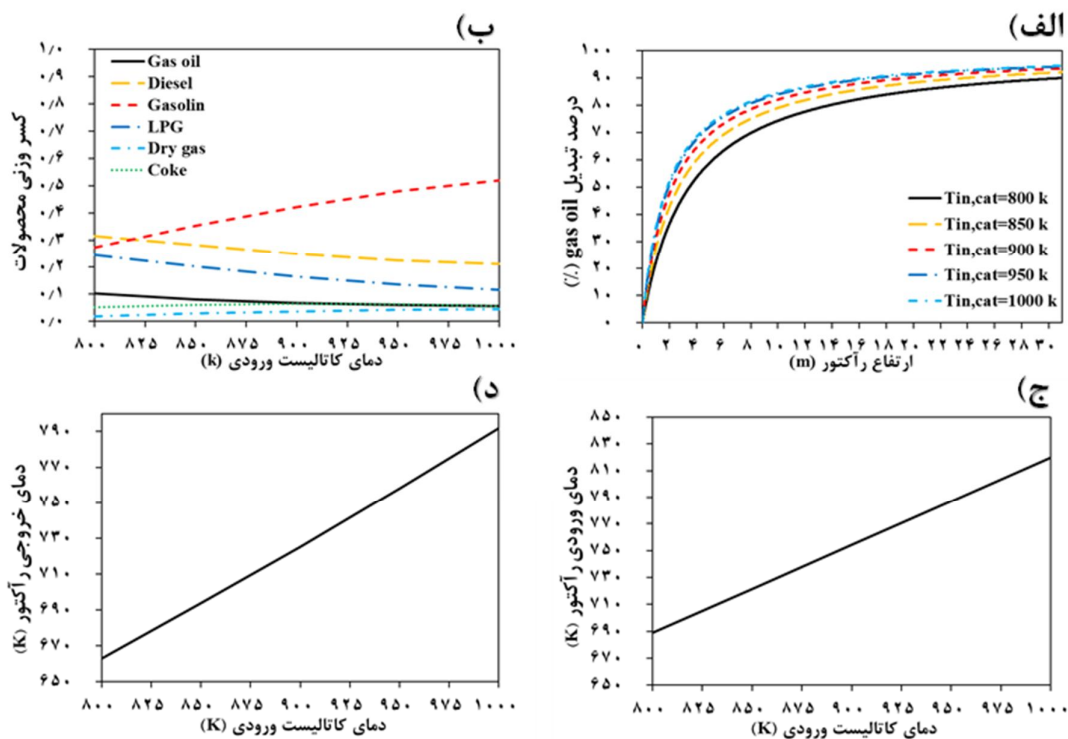 الف)
درصد تبدیل gas oil (٪)
۱۰۰
۹۰
۸۰
۷۰
۶۰
۵۰
۴۰
۳۰
۲۰
۱۰
۰
Tin,cat=800 k
Tin,cat=850 k
Tin,cat=900 k
Tin,cat=950 k
Tin,cat=1000 k
۰ ۲ ۴ ۶ ۸ ۱۰ ۱۲ ۱۴ ۱۶ ۱۸ ۲۰ ۲۲ ۲۴ ۲۶ ۲۸ ۳۰
ارتفاع رآکتور (m)
ب)
کسر وزنی محصولات
۱/۰
۰/۹
۰/۸
۰/۷
۰/۶
۰/۵
۰/۴
۰/۳
۰/۲
۰/۱
۰/۰
Gas oil
Diesel
Gasolin
LPG
Dry gas
Coke
۸۰۰ ۸۲۵ ۸۵۰ ۸۷۵ ۹۰۰ ۹۲۵ ۹۵۰ ۹۷۵ ۱۰۰۰
دمای کاتالیست ورودی (k)
ج)
دمای ورودی رآکتور (K)
۸۵۰
۸۳۰
۸۱۰
۷۹۰
۷۷۰
۷۵۰
۷۳۰
۷۱۰
۶۹۰
۶۷۰
۶۵۰
۸۰۰ ۸۲۵ ۸۵۰ ۸۷۵ ۹۰۰ ۹۲۵ ۹۵۰ ۹۷۵ ۱۰۰۰
دمای کاتالیست ورودی (K)
د)
دمای خروجی رآکتور (K)
۷۹۰
۷۷۰
۷۵۰
۷۳۰
۷۱۰
۶۹۰
۶۷۰
۶۵۰
۸۰۰ ۸۲۵ ۸۵۰ ۸۷۵ ۹۰۰ ۹۲۵ ۹۵۰ ۹۷۵ ۱۰۰۰
دمای کاتالیست ورودی (K)